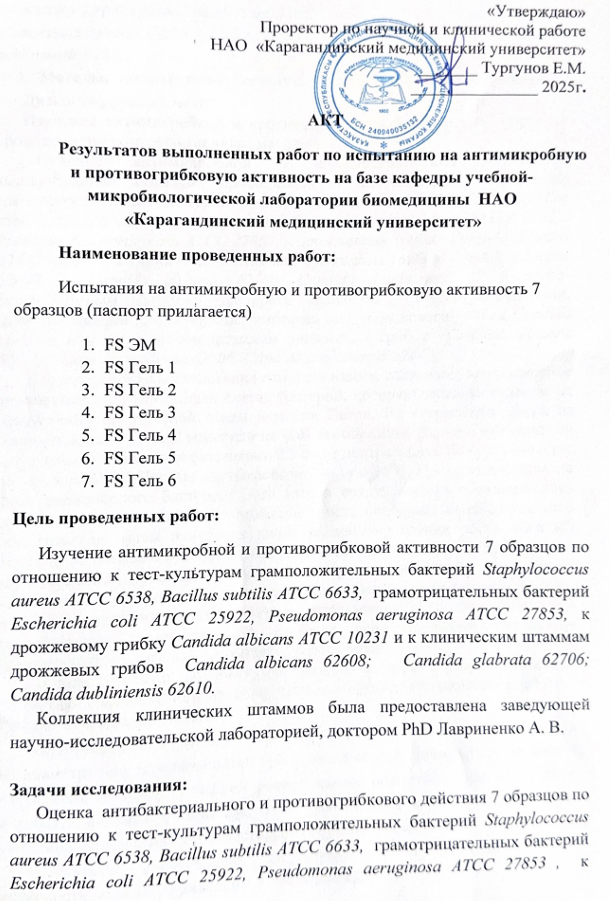 «Утверждаю»
Проректор по научной и клинической работе
НАО «Карагандинский медицинский университет»
____________ Тургунов Е.М.
_______________ 2025г.
АКТ
Результатов выполненных работ по испытанию на антимикробную
и противогрибковую активность на базе кафедры учебной-
микробиологической лаборатории биомедицины НАО
«Карагандинский медицинский университет»
Наименование проведенных работ:
Испытания на антимикробную и противогрибковую активность 7
образцов (паспорт прилагается)
1. FS ЭМ
2. FS Гель 1
3. FS Гель 2
4. FS Гель 3
5. FS Гель 4
6. FS Гель 5
7. FS Гель 6
Цель проведенных работ:
Изучение антимикробной и противогрибковой активности 7 образцов по
отношению к тест-культурам грамположительных бактерий Staphylococcus
aureus ATCC 6538, Bacillus subtilis ATCC 6633, грамотрицательных бактерий
Escherichia coli ATCC 25922, Pseudomonas aeruginosa ATCC 27853, к
дрожжевому грибку Candida albicans ATCC 10231 и к клиническим штаммам
дрожжевых грибов Candida albicans 62608; Candida glabrata 62706;
Candida dubliniensis 62610.
Коллекция клинических штаммов была предоставлена заведующей
научно-исследовательской лабораторией, доктором PhD Лавриненко А. В.
Задачи исследования:
Оценка антибактериального и противогрибкового действия 7 образцов по
отношению к тест-культурам грамположительных бактерий Staphylococcus
aureus ATCC 6538, Bacillus subtilis ATCC 6633, грамотрицательных бактерий
Escherichia coli ATCC 25922, Pseudomonas aeruginosa ATCC 27853 , к
БСН 240940035132